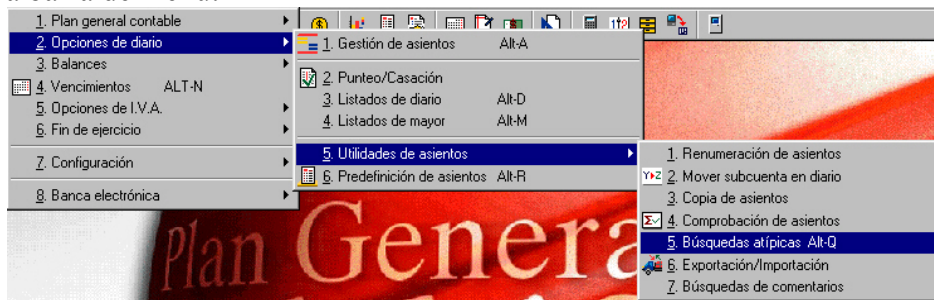 1. Plan general contable
2. Opciones de diario
3. Balances
4. Vencimientos ALT-N
5. Opciones de I.V.A.
6. Fin de ejercicio
7. Configuración
8. Banca electrónica
1. Gestión de asientos Alt-A
2. Punteo/Casación
3. Listados de diario Alt-D
4. Listados de mayor Alt-M
5. Utilidades de asientos
6. Predefinición de asientos Alt-R
1. Renumeración de asientos
2. Mover subcuenta en diario
3. Copia de asientos
4. Comprobación de asientos
5. Búsquedas atípicas Alt-Q
6. Exportación/Importación
7. Búsquedas de comentarios
Plan Genera